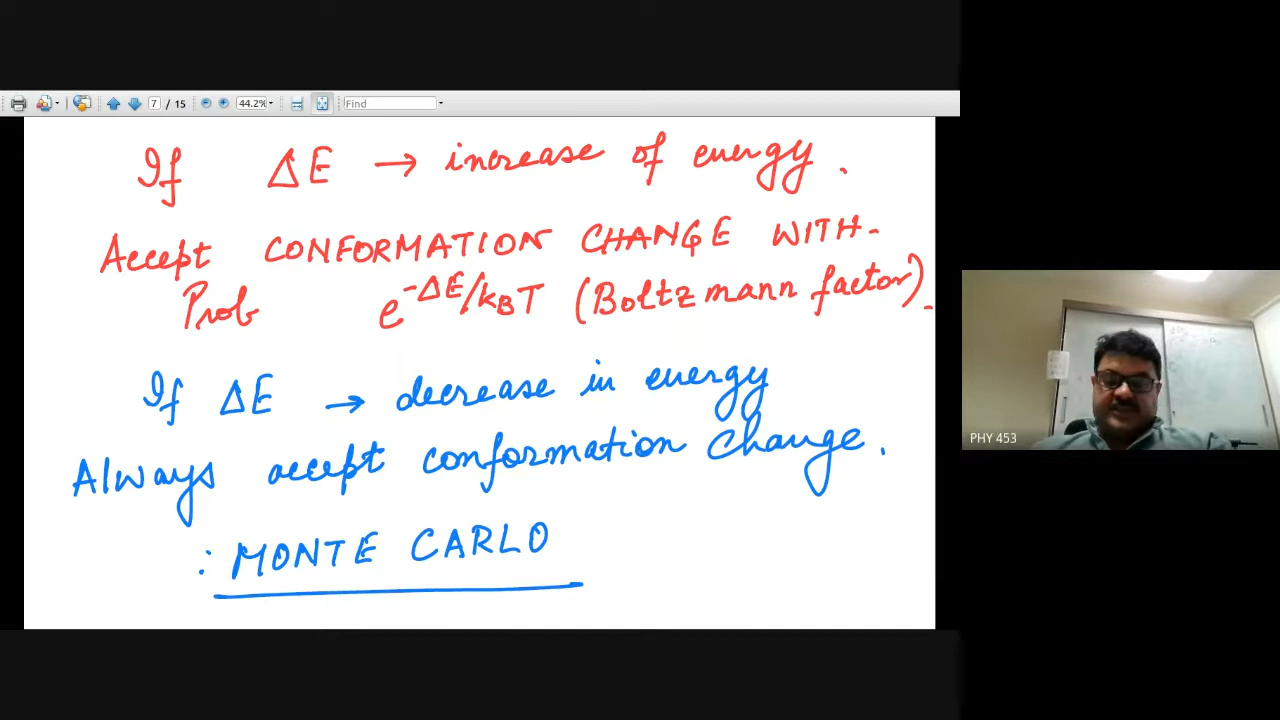 7 / 15
44.2%
Find
If ΔE → increase of energy.
Accept CONFORMATION CHANGE WITH-
Prob e^-ΔE/kBT (Boltzmann factor).
If ΔE → decrease in energy
Always accept conformation change.
: MONTE CARLO
PHY 453